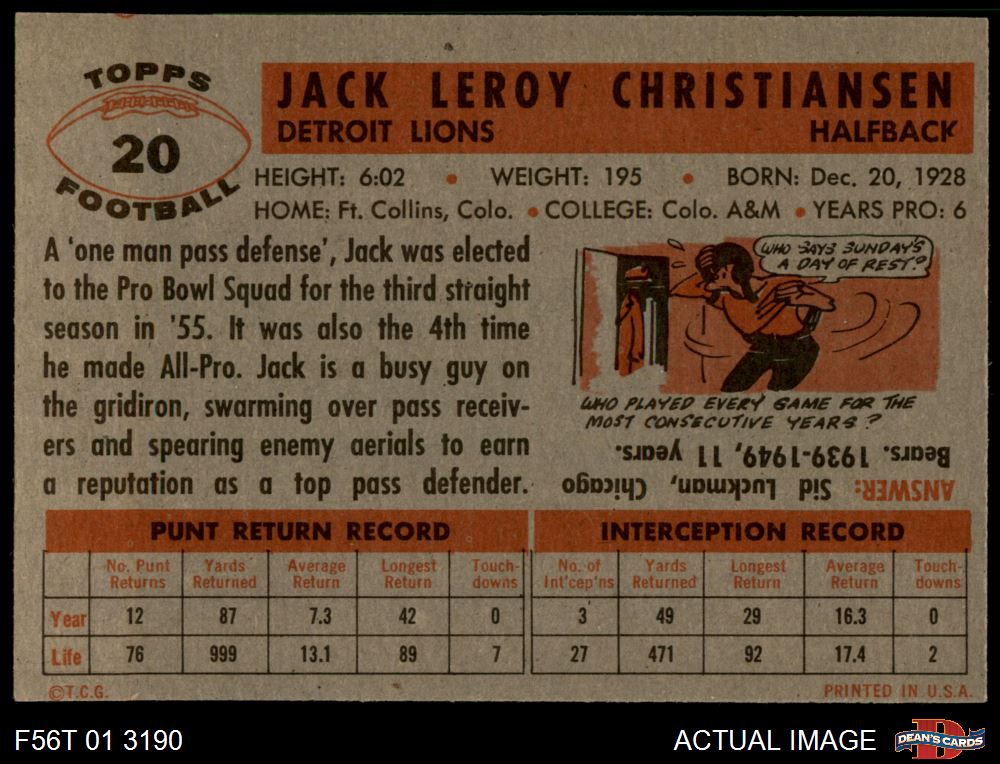 TOPPS
20
FOOTBALL
JACK LEROY CHRISTIANSEN
DETROIT LIONS HALFBACK
HEIGHT: 6:02 • WEIGHT: 195 • BORN: Dec. 20, 1928
HOME: Ft. Collins, Colo. • COLLEGE: Colo. A&M • YEARS PRO: 6
A 'one man pass defense', Jack was elected
to the Pro Bowl Squad for the third straight
season in '55. It was also the 4th time
he made All-Pro. Jack is a busy guy on
the gridiron, swarming over pass receiv-
ers and spearing enemy aerials to earn
a reputation as a top pass defender.
WHO SAYS SUNDAY'S
A DAY OF REST?
WHO PLAYED EVERY GAME FOR THE
MOST CONSECUTIVE YEARS?
ANSWER: Sid Luckman, Chicago
Bears. 1939-1949, 11 years.
PUNT RETURN RECORD
No. Punt Returns Yards Returned Average Return Longest Return Touch-downs
Year 12 87 7.3 42 0
Life 76 999 13.1 89 7
INTERCEPTION RECORD
No. of Int'cep'ns Yards Returned Longest Return Average Return Touch-downs
3 49 29 16.3 0
27 471 92 17.4 2
©T.C.G. PRINTED IN U.S.A.
F56T 01 3190 ACTUAL IMAGE D DEAN'S CARDS